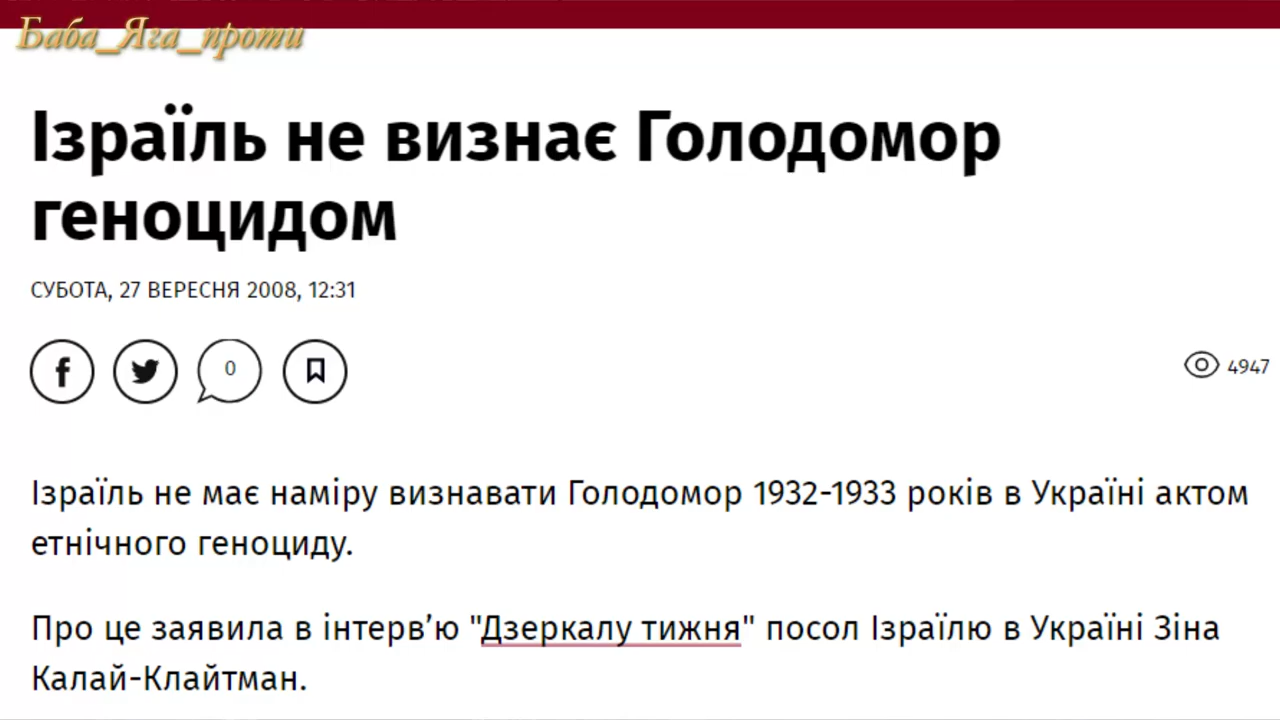 Баба_Яга_проти
Ізраїль не визнає Голодомор
геноцидом
СУБОТА, 27 ВЕРЕСНЯ 2008, 12:31
0
4947
Ізраїль не має наміру визнавати Голодомор 1932-1933 років в Україні актом
етнічного геноциду.
Про це заявила в інтерв’ю "Дзеркалу тижня" посол Ізраїлю в Україні Зіна
Калай-Клайтман.